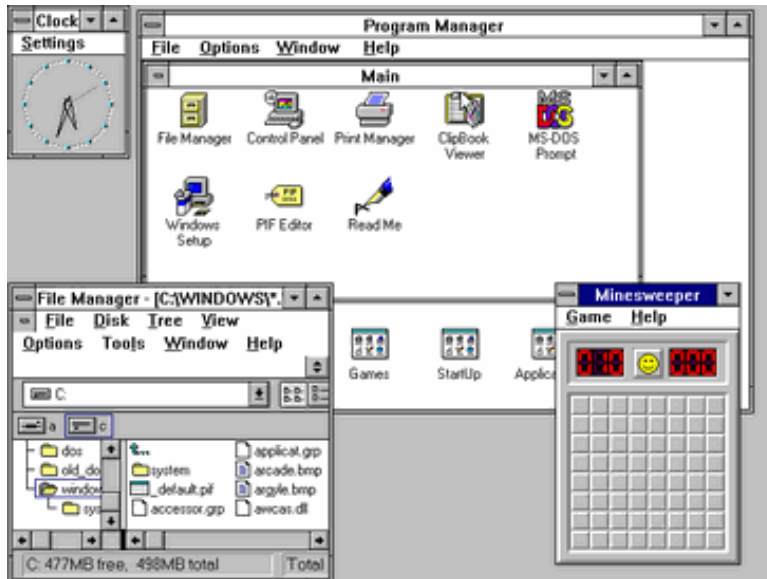 Clock
Settings
Program Manager
File Options Window Help
Main
File Manager
Control Panel
Print Manager
ClipBook
Viewer
MS-DOS
Prompt
Windows
Setup
PIF Editor
Read Me
Games
StartUp
Applica
File Manager - [C:\WINDOWS\*.
File Disk Tree View
Options Tools Window Help
C:
a c
dos
old_do
window
sys
system
_default.pif
accessor.grp
applicat.grp
arcade.bmp
argyle.bmp
awcas.dll
C: 477MB free, 498MB total
Total
Minesweeper
Game Help